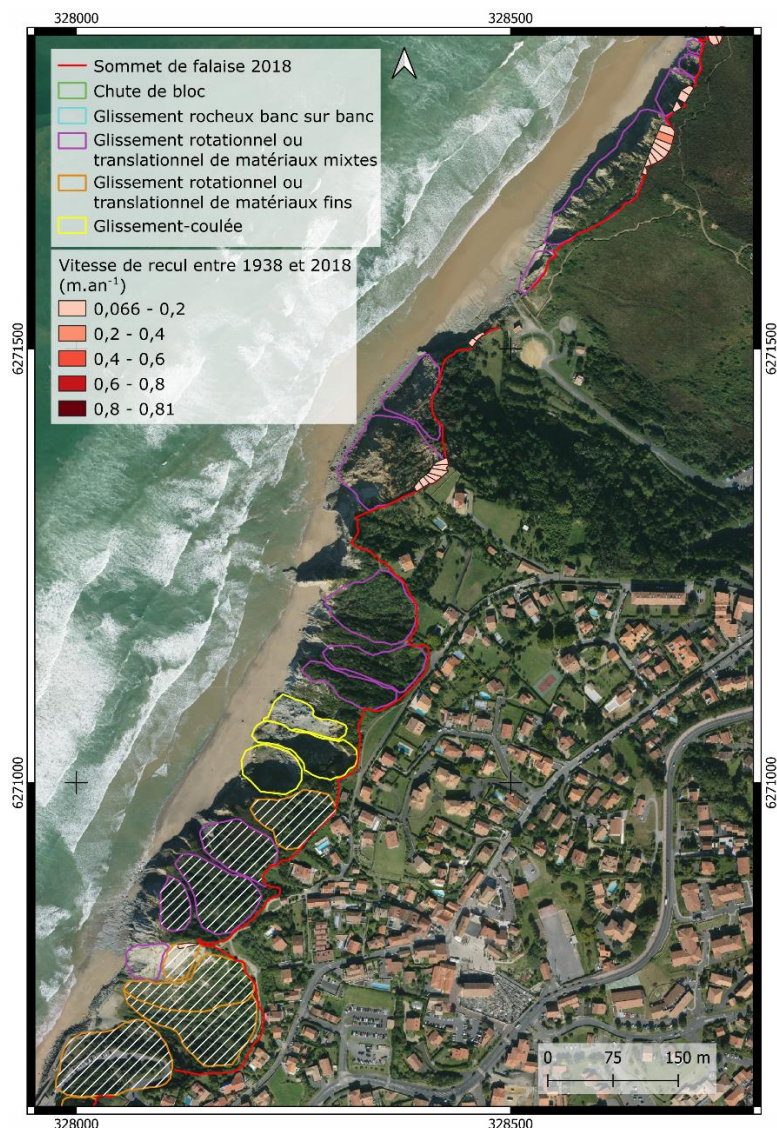 328000 328500
Sommet de falaise 2018
Chute de bloc
Glissement rocheux banc sur banc
Glissement rotationnel ou
translationnel de matériaux mixtes
Glissement rotationnel ou
translationnel de matériaux fins
Glissement-coulée
Vitesse de recul entre 1938 et 2018
(m.an⁻¹)
0,066 - 0,2
0,2 - 0,4
0,4 - 0,6
0,6 - 0,8
0,8 - 0,81
6271500 6271500
6271000 6271000
0 75 150 m
328000 328500